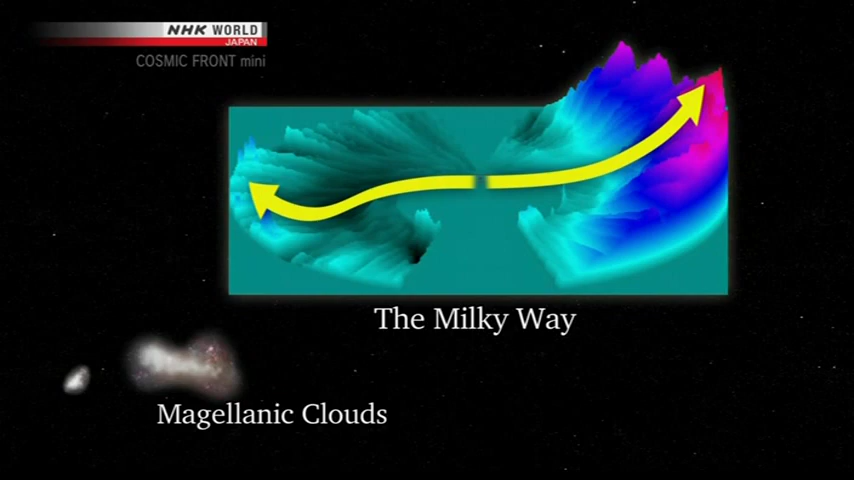 NHK WORLD
JAPAN
COSMIC FRONT mini
The Milky Way
Magellanic Clouds